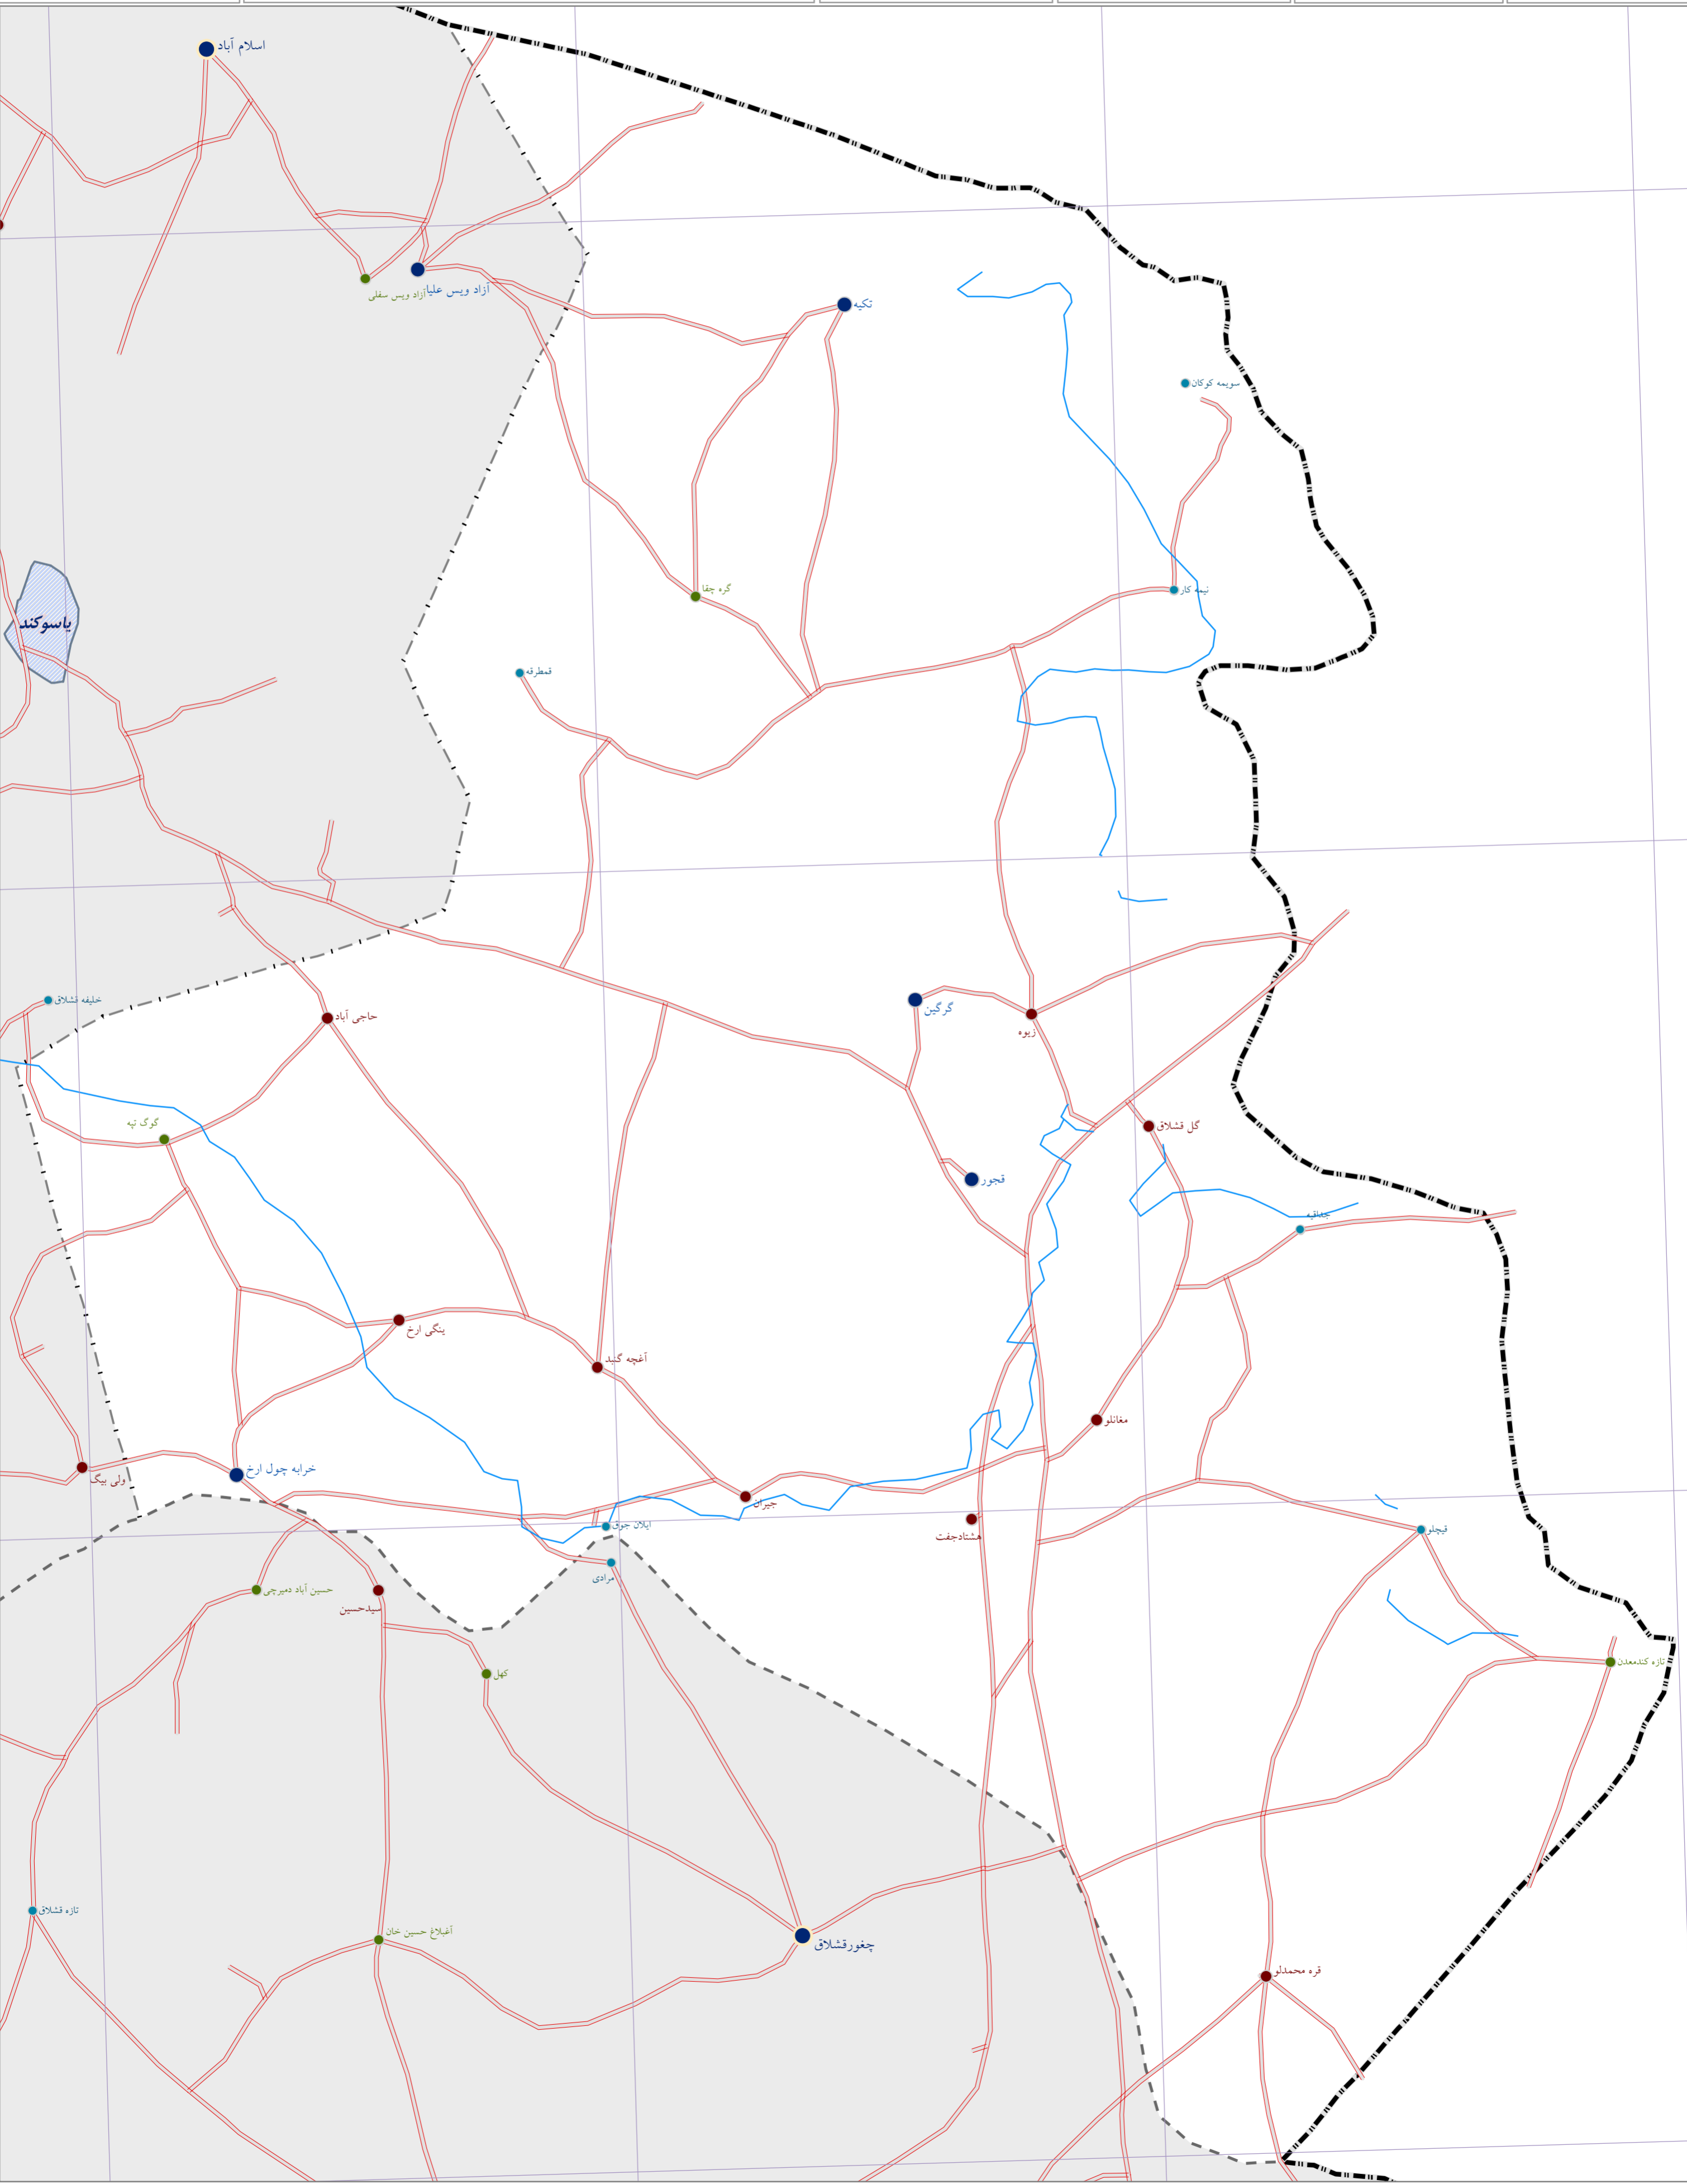 اسلام آباد
آزاد ویس علیا
آزاد ویس سفلی
تکیه
سویمه کوکان
گره چقا
نیمه کار
یاسوکند
قمطرقه
خلیفه قشلاق
حاجی آباد
گرگین
زیوه
گوک تپه
گل قشلاق
قجور
ینگی ارخ
آغچه گنبد
مغانلو
ولی بیگ
خرابه چول ارخ
جیران
ایلان جوق
هشتادجفت
قیچلو
مرادی
حسین آباد دمیرچی
سیدحسین
کهل
تازه کندمعدن
تازه قشلاق
آغبلاغ حسین خان
چغورقشلاق
قره محمدلو